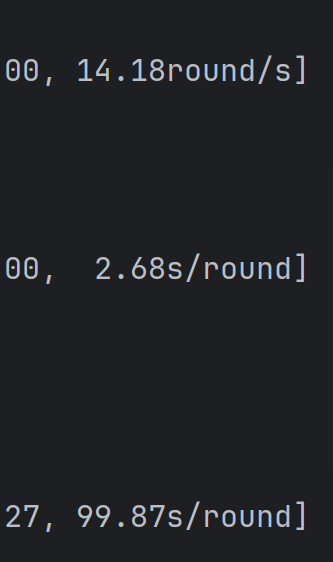 00, 14.18round/s]
00,  2.68s/round]
27, 99.87s/round]